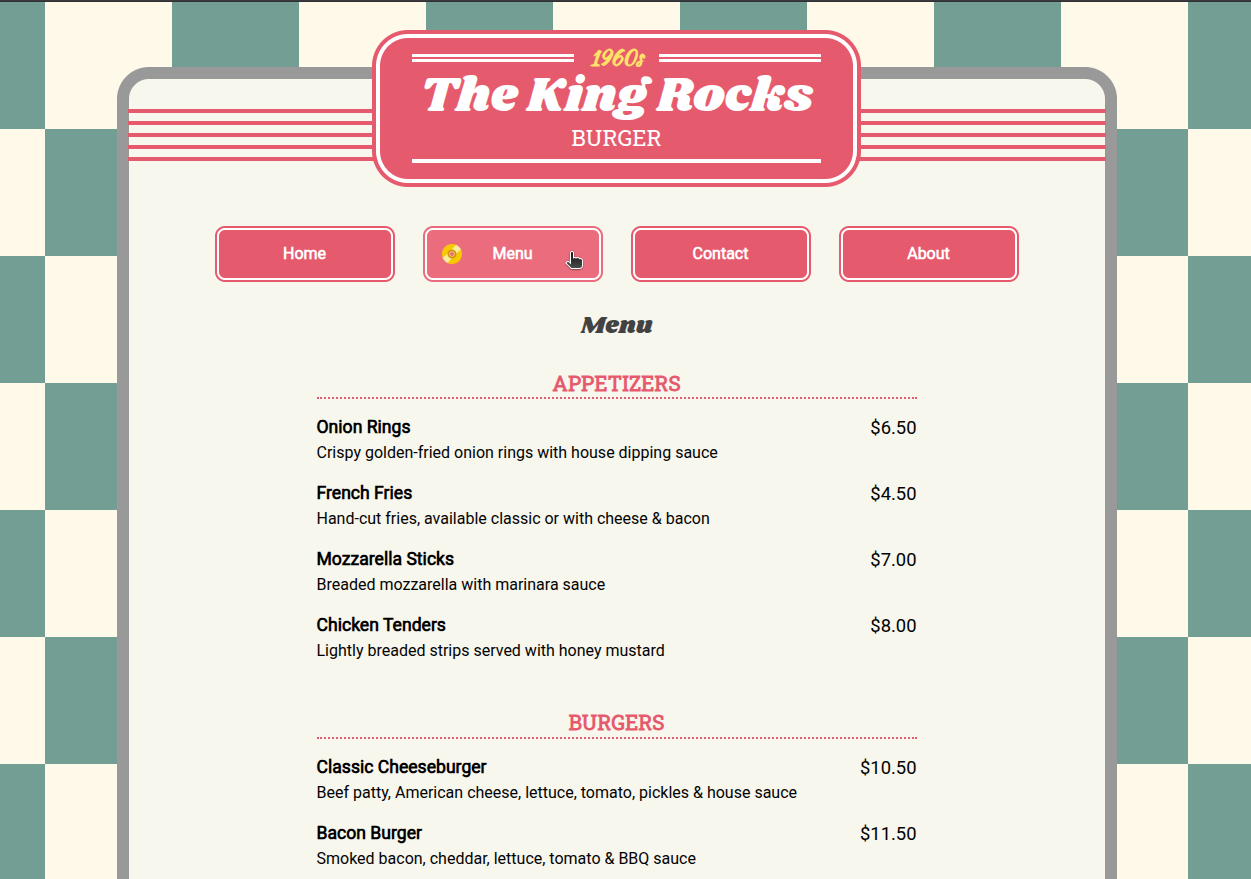 1960s
The King Rocks
BURGER
Home Menu Contact About
Menu
APPETIZERS
Onion Rings $6.50
Crispy golden-fried onion rings with house dipping sauce
French Fries $4.50
Hand-cut fries, available classic or with cheese & bacon
Mozzarella Sticks $7.00
Breaded mozzarella with marinara sauce
Chicken Tenders $8.00
Lightly breaded strips served with honey mustard
BURGERS
Classic Cheeseburger $10.50
Beef patty, American cheese, lettuce, tomato, pickles & house sauce
Bacon Burger $11.50
Smoked bacon, cheddar, lettuce, tomato & BBQ sauce